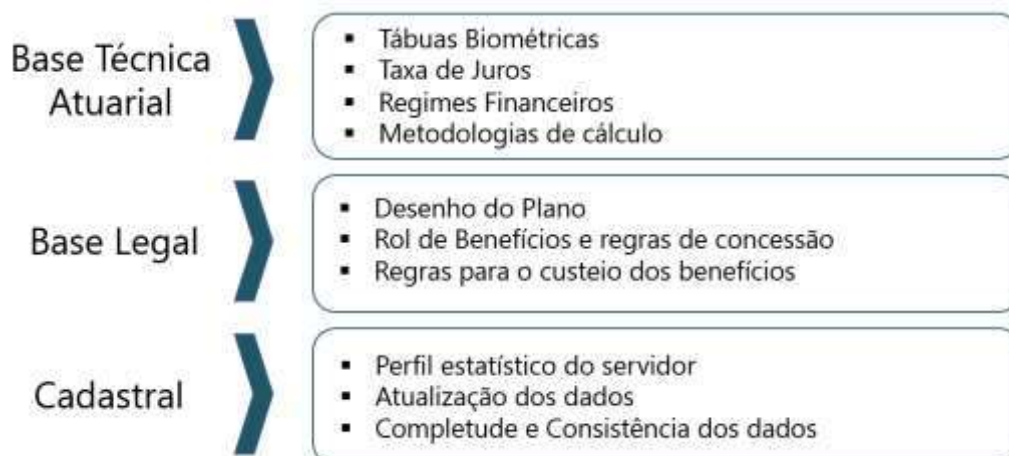 Base Técnica
Atuarial
▪ Tábuas Biométricas
▪ Taxa de Juros
▪ Regimes Financeiros
▪ Metodologias de cálculo
Base Legal
▪ Desenho do Plano
▪ Rol de Benefícios e regras de concessão
▪ Regras para o custeio dos benefícios
Cadastral
▪ Perfil estatístico do servidor
▪ Atualização dos dados
▪ Completude e Consistência dos dados